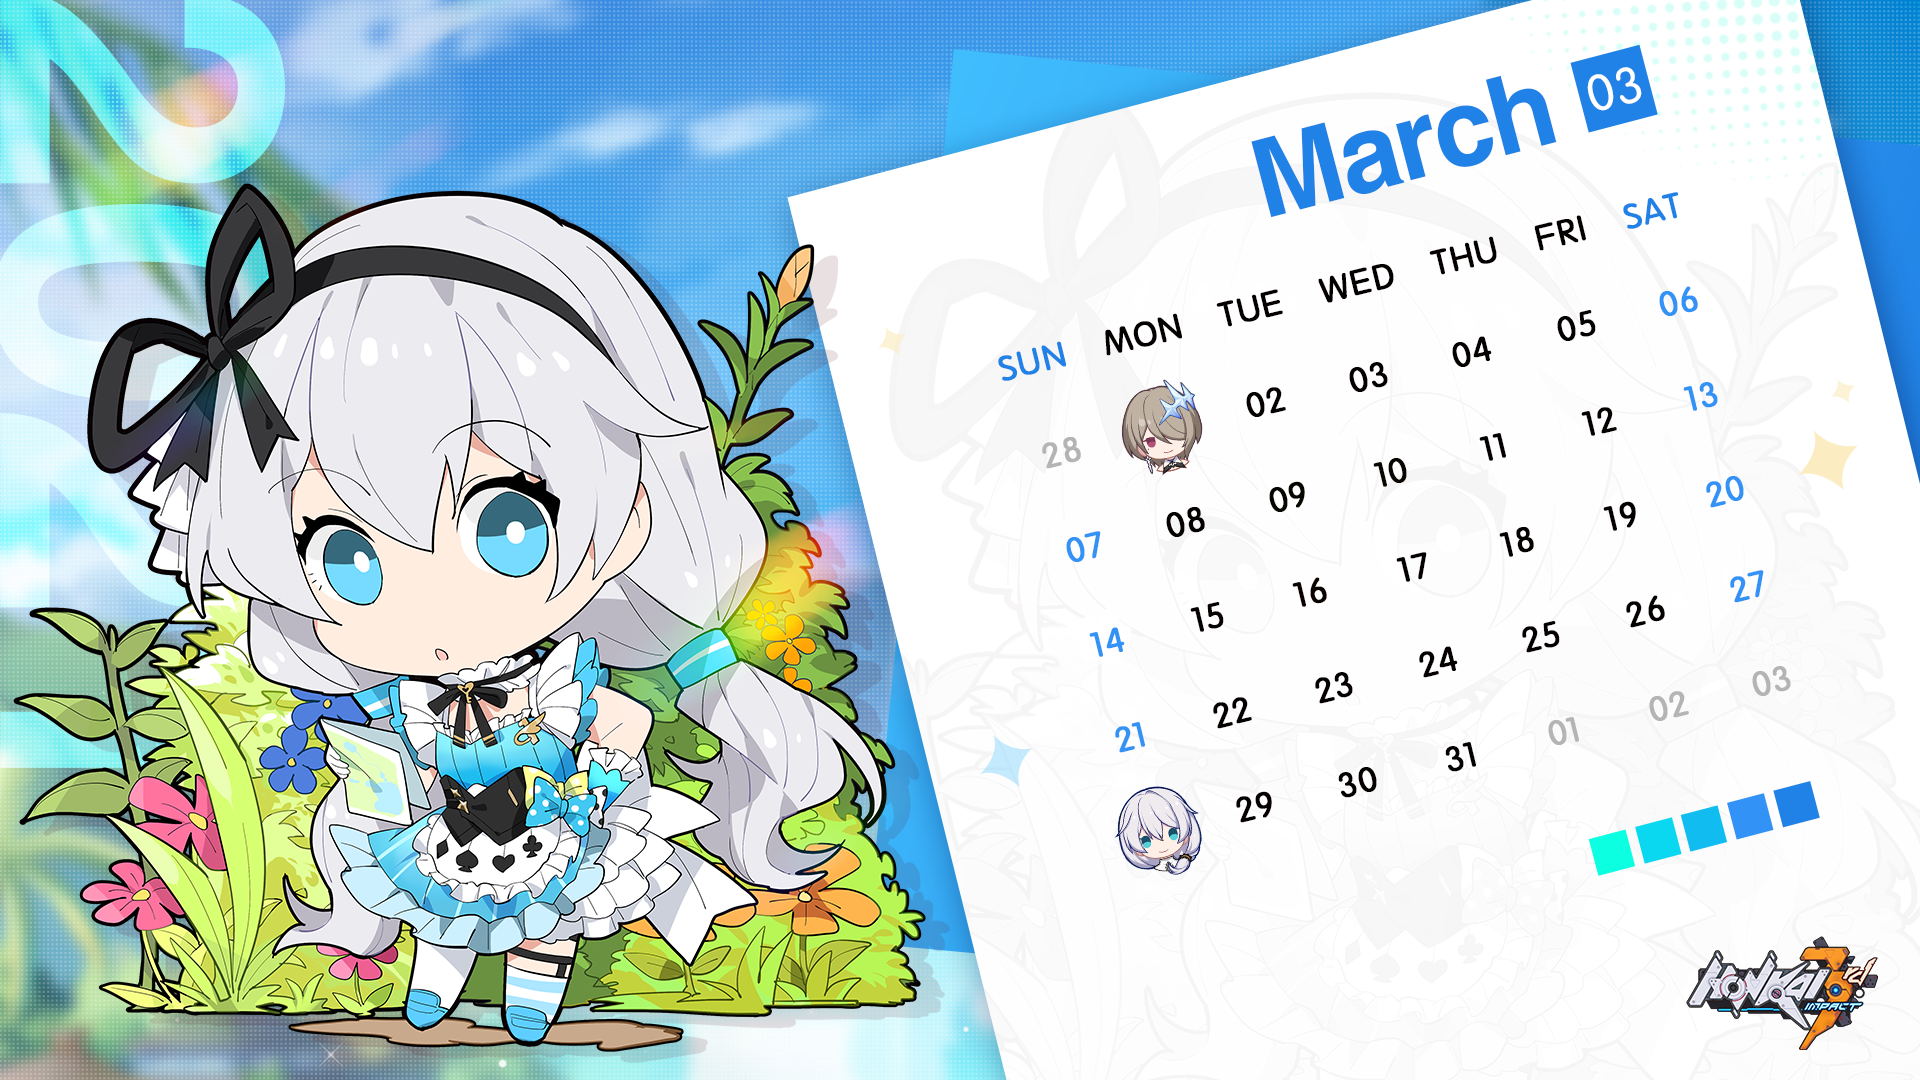 202
March 03
SUN MON TUE WED THU FRI SAT
28 02 03 04 05 06
07 08 09 10 11 12 13
14 15 16 17 18 19 20
21 22 23 24 25 26 27
29 30 31 01 02 03
HONKAI 3rd
IMPACT